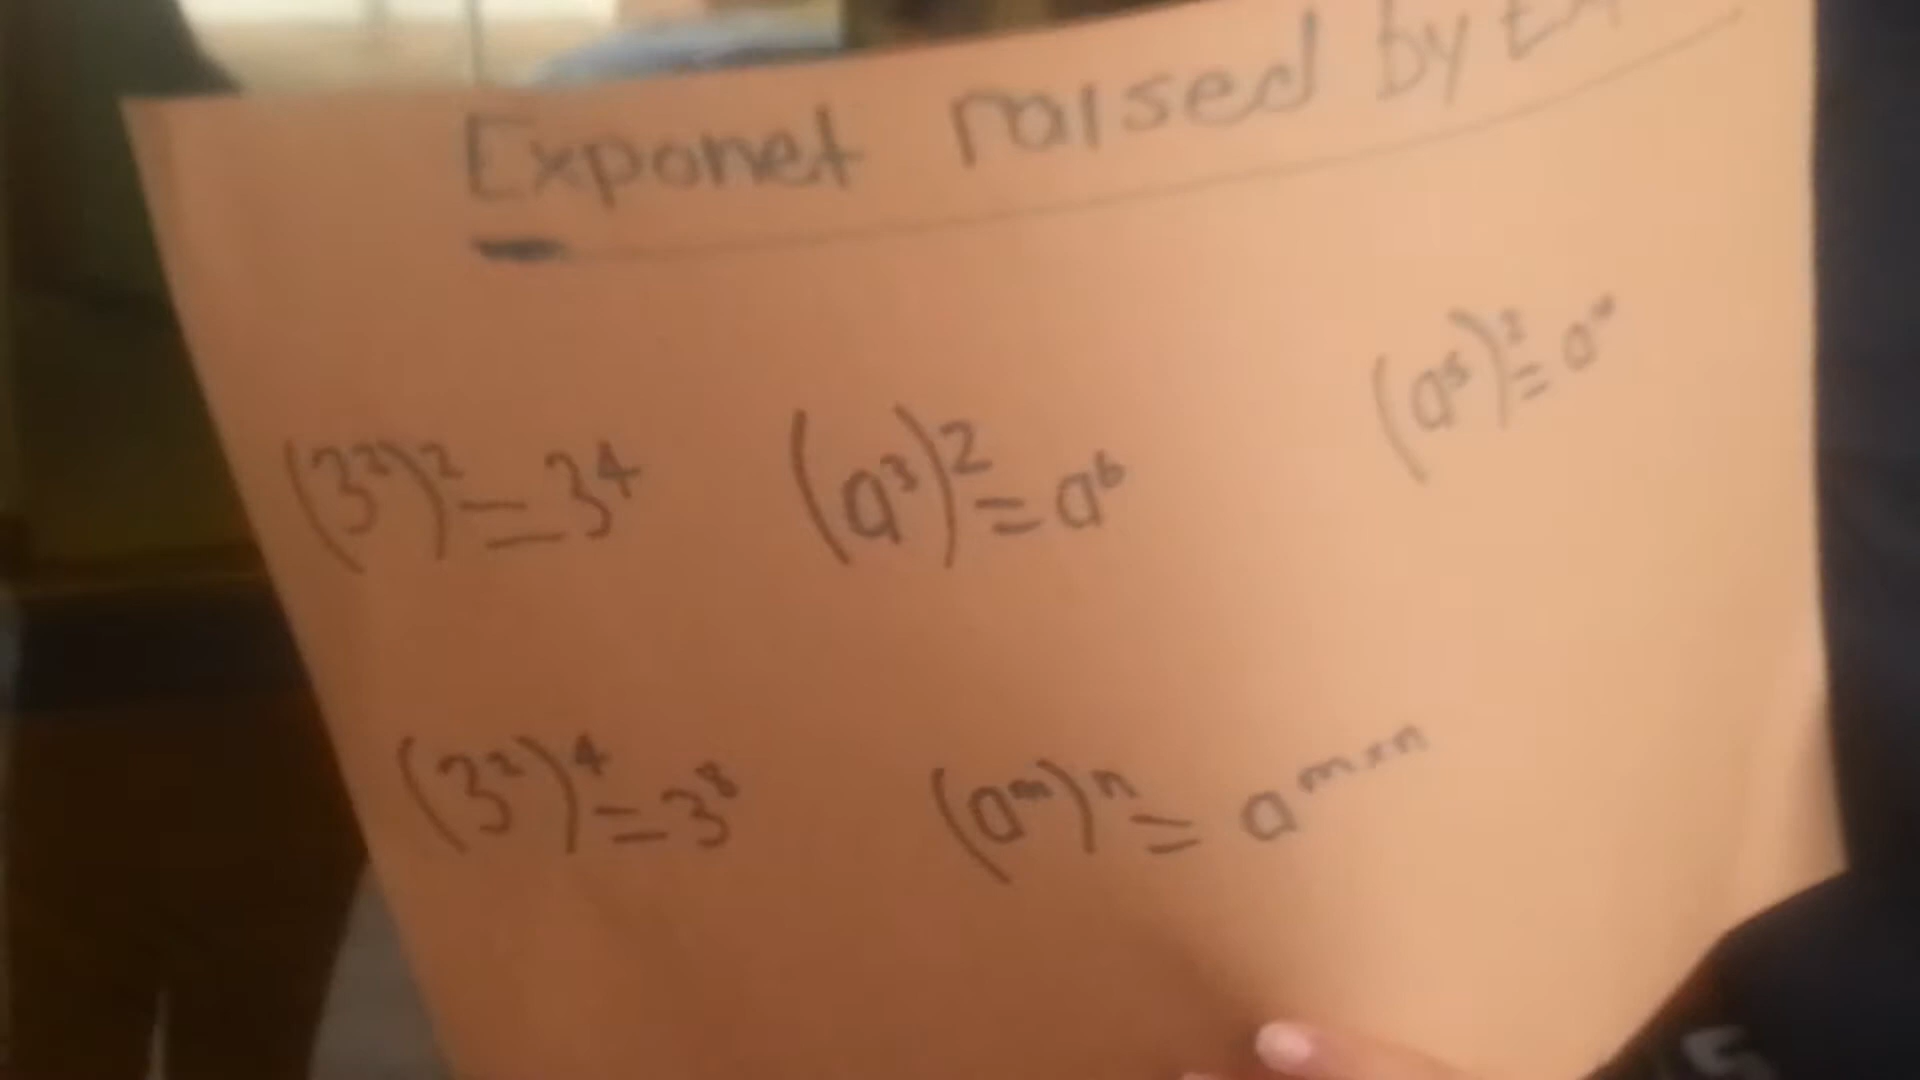 Exponet raised by
(3²)² = 3⁴ (a³)² = a⁶ (a⁵)² = a
(3²)⁴ = 3⁸ (aᵐ)ⁿ = aᵐˣⁿ